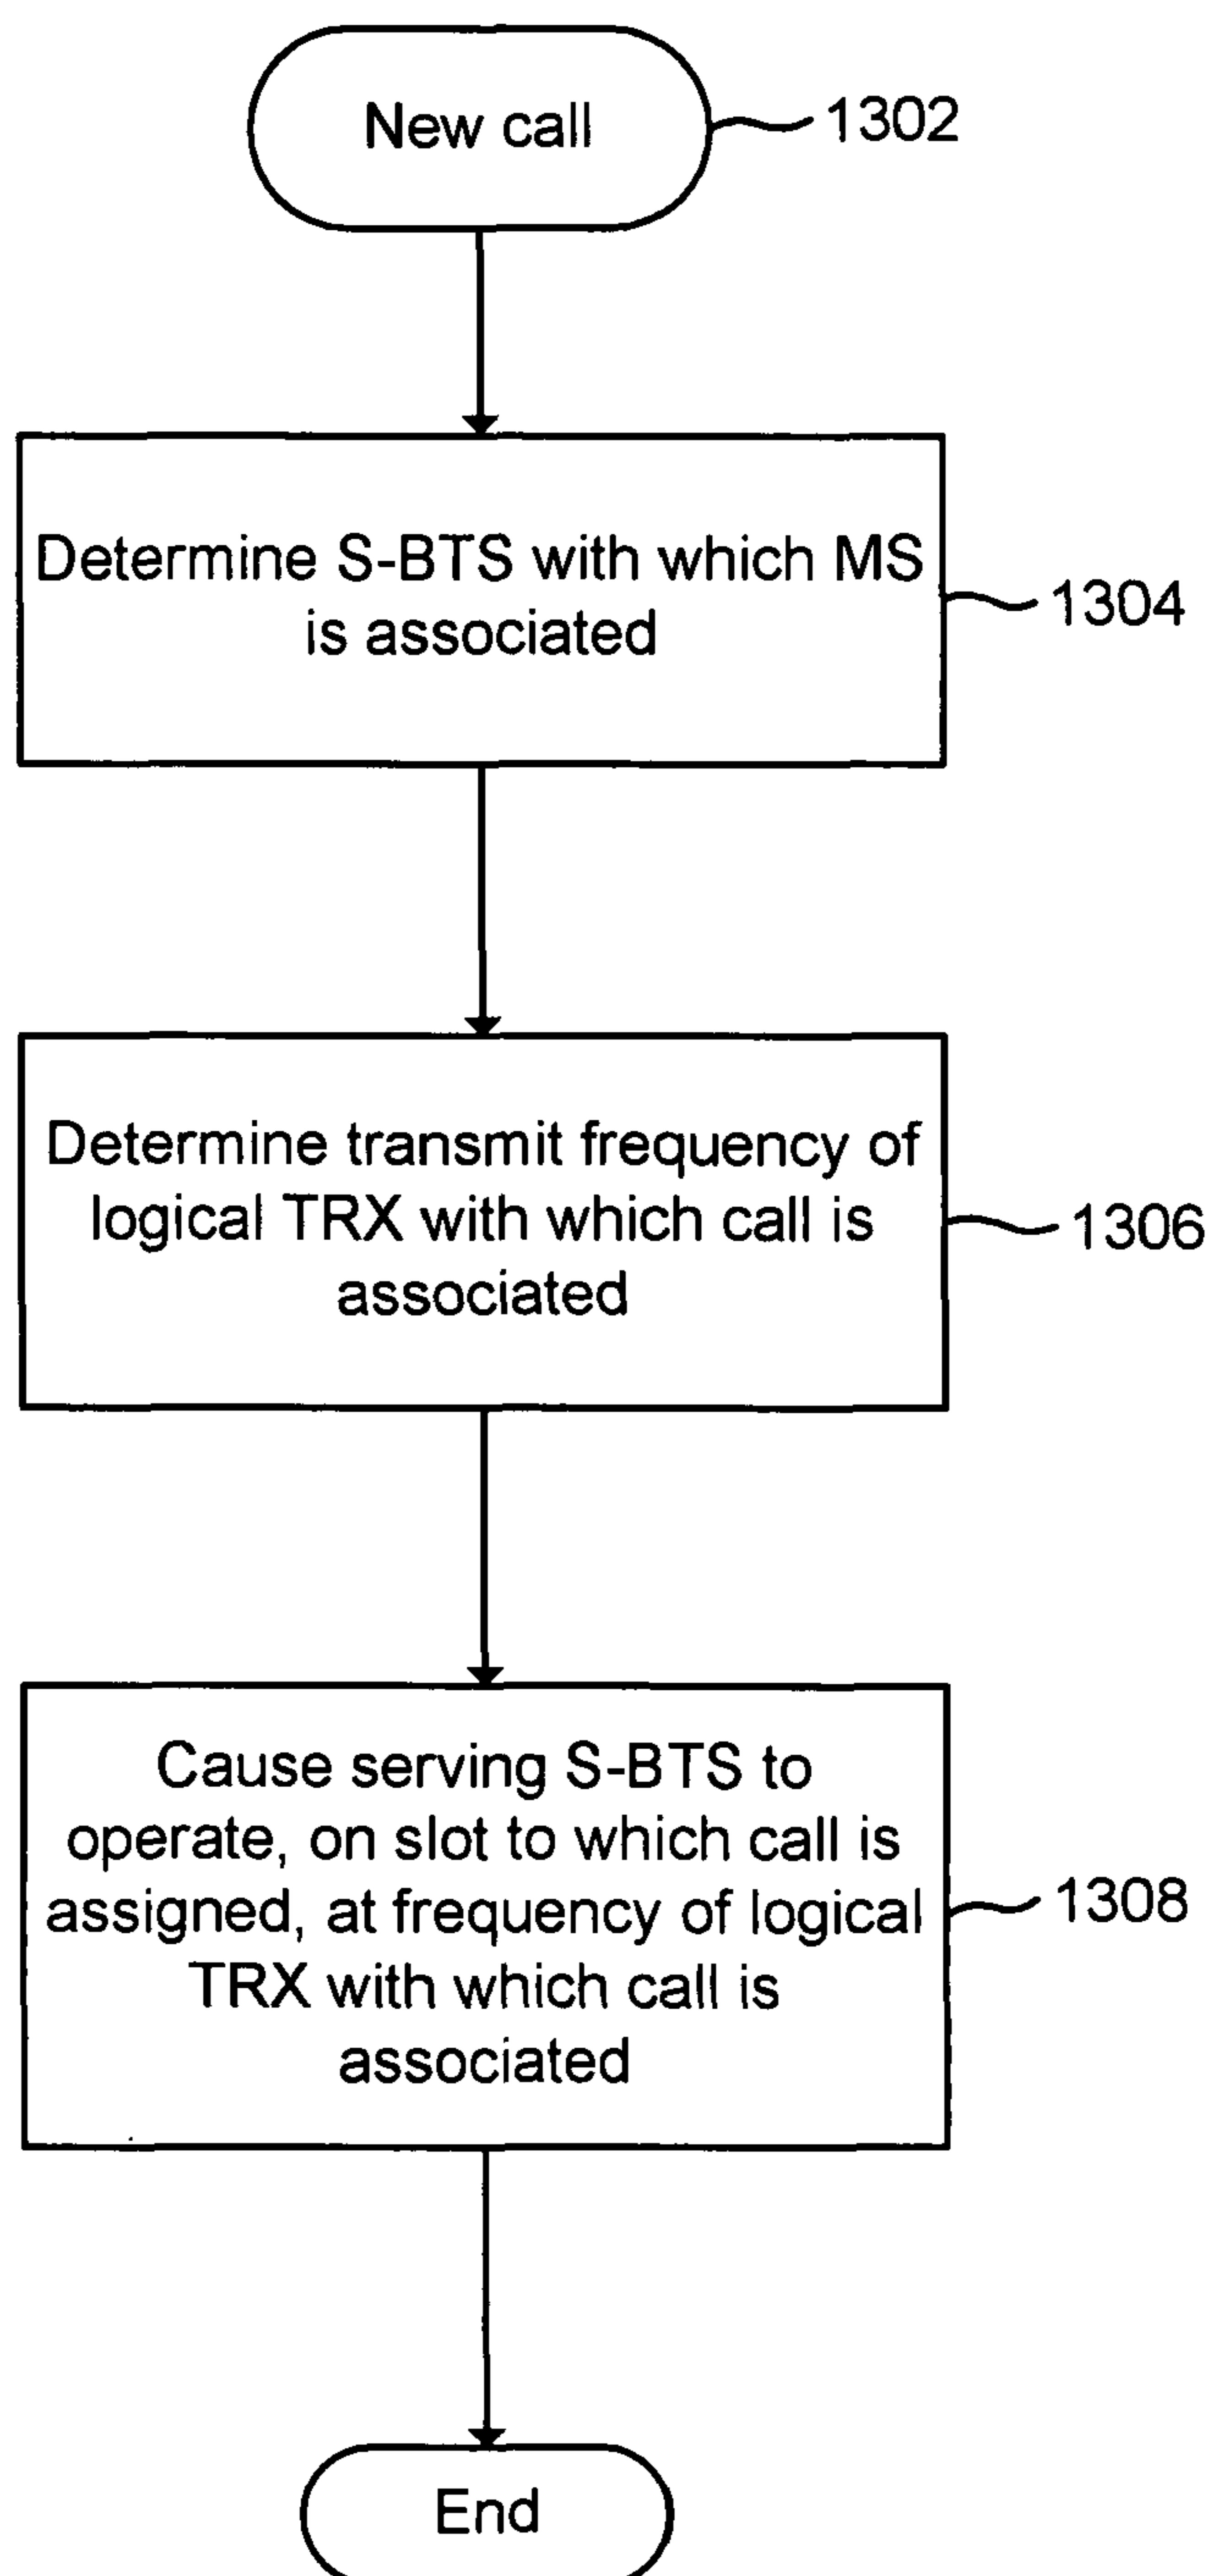 New call
1302
Determine S-BTS with which MS
is associated
1304
Determine transmit frequency of
logical TRX with which call is
associated
1306
Cause serving S-BTS to
operate, on slot to which call is
assigned, at frequency of logical
TRX with which call is
associated
1308
End